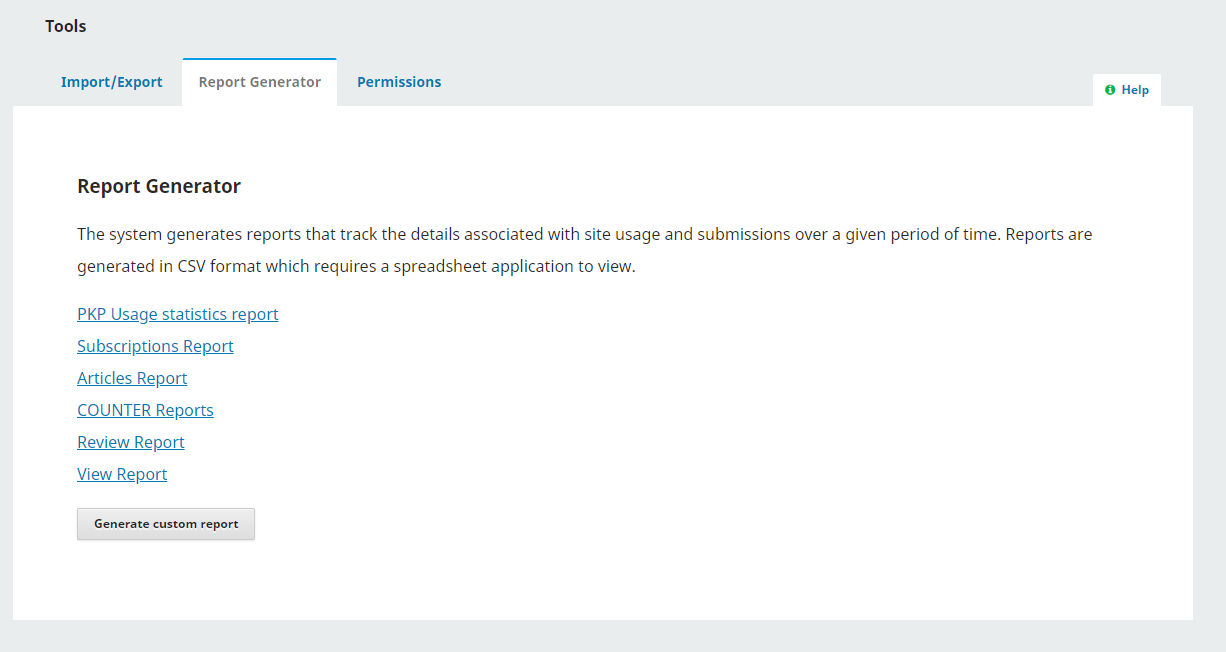 Tools
Import/Export
Report Generator
Permissions
Help
Report Generator
The system generates reports that track the details associated with site usage and submissions over a given period of time. Reports are
generated in CSV format which requires a spreadsheet application to view.
PKP Usage statistics report
Subscriptions Report
Articles Report
COUNTER Reports
Review Report
View Report
Generate custom report